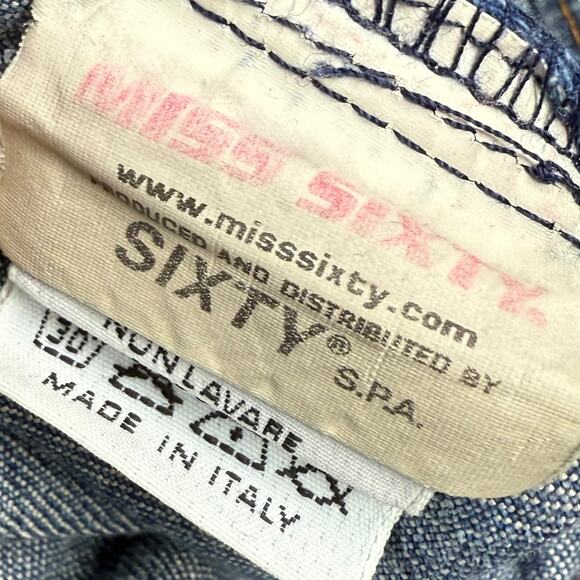 MISS SIXTY.
www.misssixty.com
PRODUCED AND DISTRIBUTED BY
SIXTY® S.P.A.
NON LAVARE
30
MADE IN ITALY